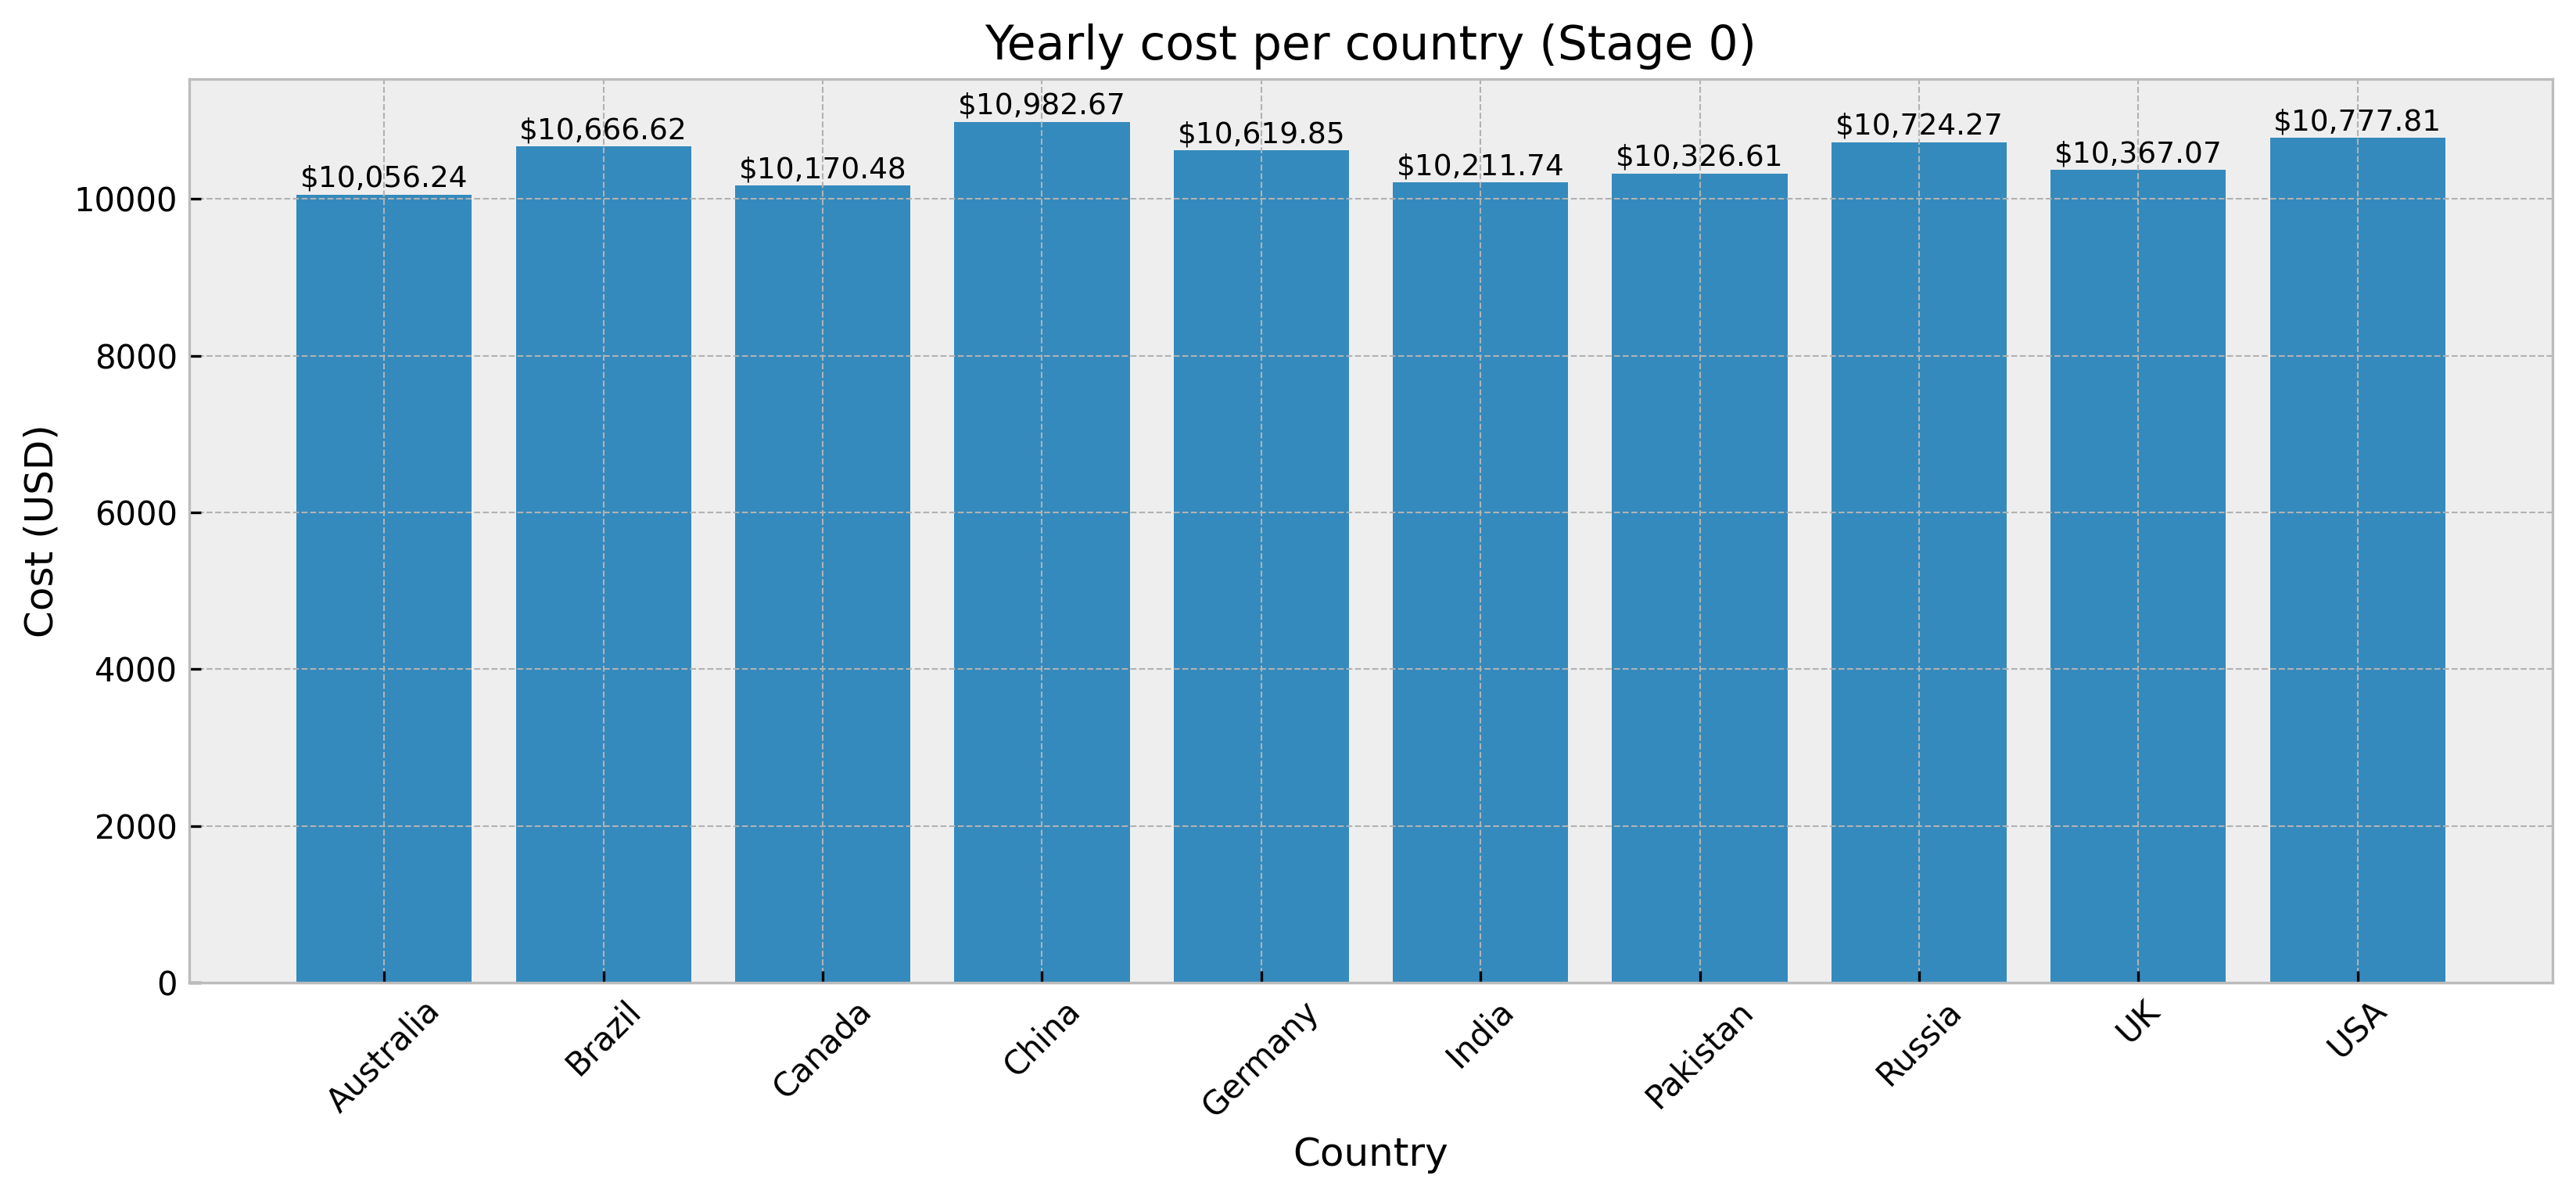 Yearly cost per country (Stage 0)
$10,056.24
$10,666.62
$10,170.48
$10,982.67
$10,619.85
$10,211.74
$10,326.61
$10,724.27
$10,367.07
$10,777.81
10000
8000
6000
4000
2000
0
Cost (USD)
Australia
Brazil
Canada
China
Germany
India
Pakistan
Russia
UK
USA
Country